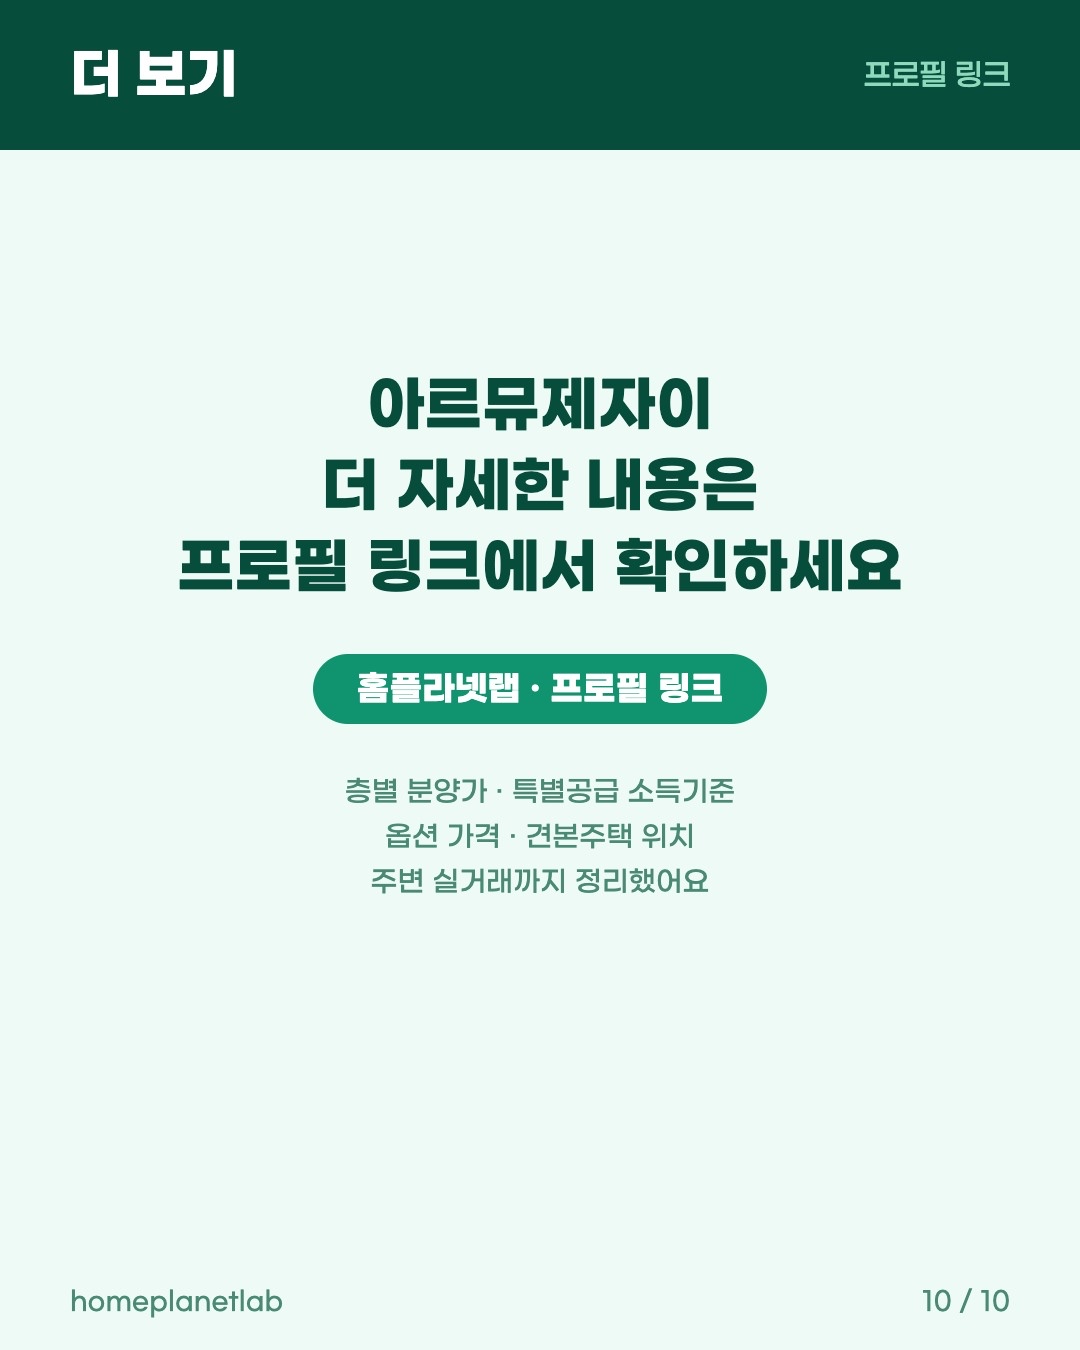 더 보기
프로필 링크
아르뮤제자이
더 자세한 내용은
프로필 링크에서 확인하세요
홈플라넷랩 · 프로필 링크
층별 분양가 · 특별공급 소득기준
옵션 가격 · 견본주택 위치
주변 실거래까지 정리했어요
homeplanetlab
10 / 10